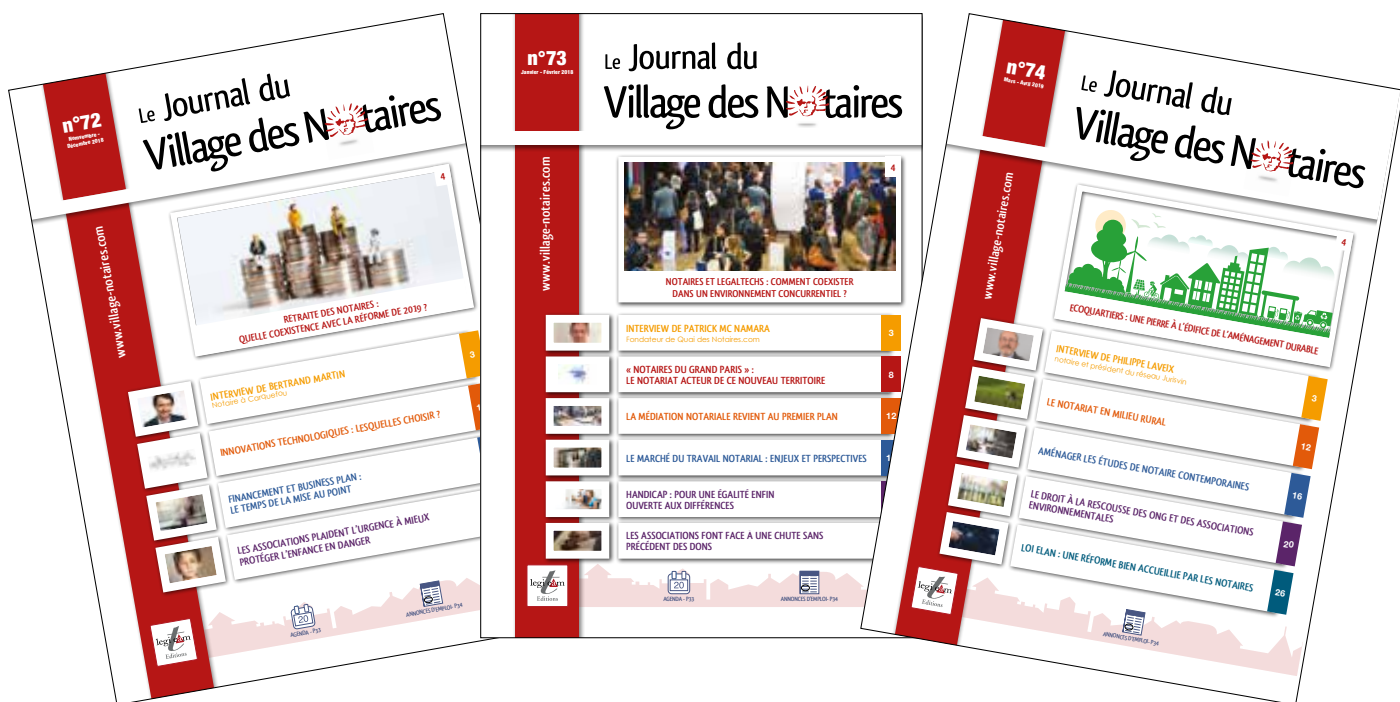 n°72
Novembre -
Décembre 2018
Le Journal du
Village des Notaires
www.village-notaires.com
4
RETRAITE DES NOTAIRES :
QUELLE COEXISTENCE AVEC LA RÉFORME DE 2019 ?
INTERVIEW DE BERTRAND MARTIN
Notaire à Carquefou
3
INNOVATIONS TECHNOLOGIQUES : LESQUELLES CHOISIR ?
FINANCEMENT ET BUSINESS PLAN :
LE TEMPS DE LA MISE AU POINT
LES ASSOCIATIONS PLAIDENT L'URGENCE À MIEUX
PROTÉGER L'ENFANCE EN DANGER
legiteam
Editions
20
AGENDA - P33
ANNONCES D'EMPLOI- P34
n°73
Janvier - Février 2018
Le Journal du
Village des Notaires
www.village-notaires.com
4
NOTAIRES ET LEGALTECHS : COMMENT COEXISTER
DANS UN ENVIRONNEMENT CONCURRENTIEL ?
INTERVIEW DE PATRICK MC NAMARA
Fondateur de Quai des Notaires.com
3
« NOTAIRES DU GRAND PARIS » :
LE NOTARIAT ACTEUR DE CE NOUVEAU TERRITOIRE
8
LA MÉDIATION NOTARIALE REVIENT AU PREMIER PLAN
12
LE MARCHÉ DU TRAVAIL NOTARIAL : ENJEUX ET PERSPECTIVES
HANDICAP : POUR UNE ÉGALITÉ ENFIN
OUVERTE AUX DIFFÉRENCES
LES ASSOCIATIONS FONT FACE A UNE CHUTE SANS
PRÉCÉDENT DES DONS
legiteam
Editions
20
AGENDA - P33
ANNONCES D'EMPLOI- P34
n°74
Mars - Avril 2019
Le Journal du
Village des Notaires
www.village-notaires.com
4
ECOQUARTIERS : UNE PIERRE À L'ÉDIFICE DE L'AMÉNAGEMENT DURABLE
INTERVIEW DE PHILIPPE LAVEIX
notaire et président du réseau Jurisvin
3
LE NOTARIAT EN MILIEU RURAL
12
AMÉNAGER LES ÉTUDES DE NOTAIRE CONTEMPORAINES
16
LE DROIT À LA RESCOUSSE DES ONG ET DES ASSOCIATIONS
ENVIRONNEMENTALES
20
LOI ELAN : UNE RÉFORME BIEN ACCUEILLIE PAR LES NOTAIRES
26
legiteam
Editions
ANNONCES D'EMPLOI- P34